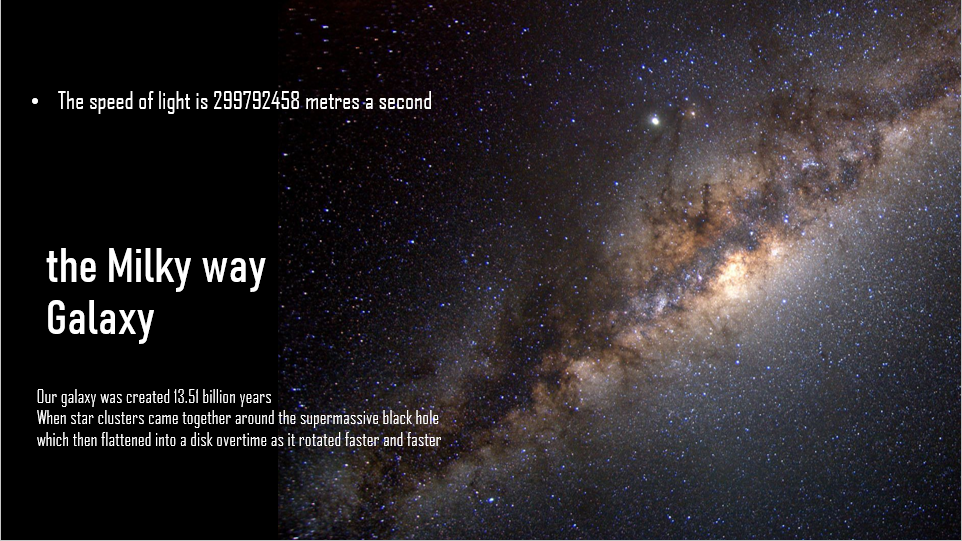 • The speed of light is 299792458 metres a second
the Milky way
Galaxy
Our galaxy was created 13.51 billion years
When star clusters came together around the supermassive black hole
which then flattened into a disk overtime as it rotated faster and faster